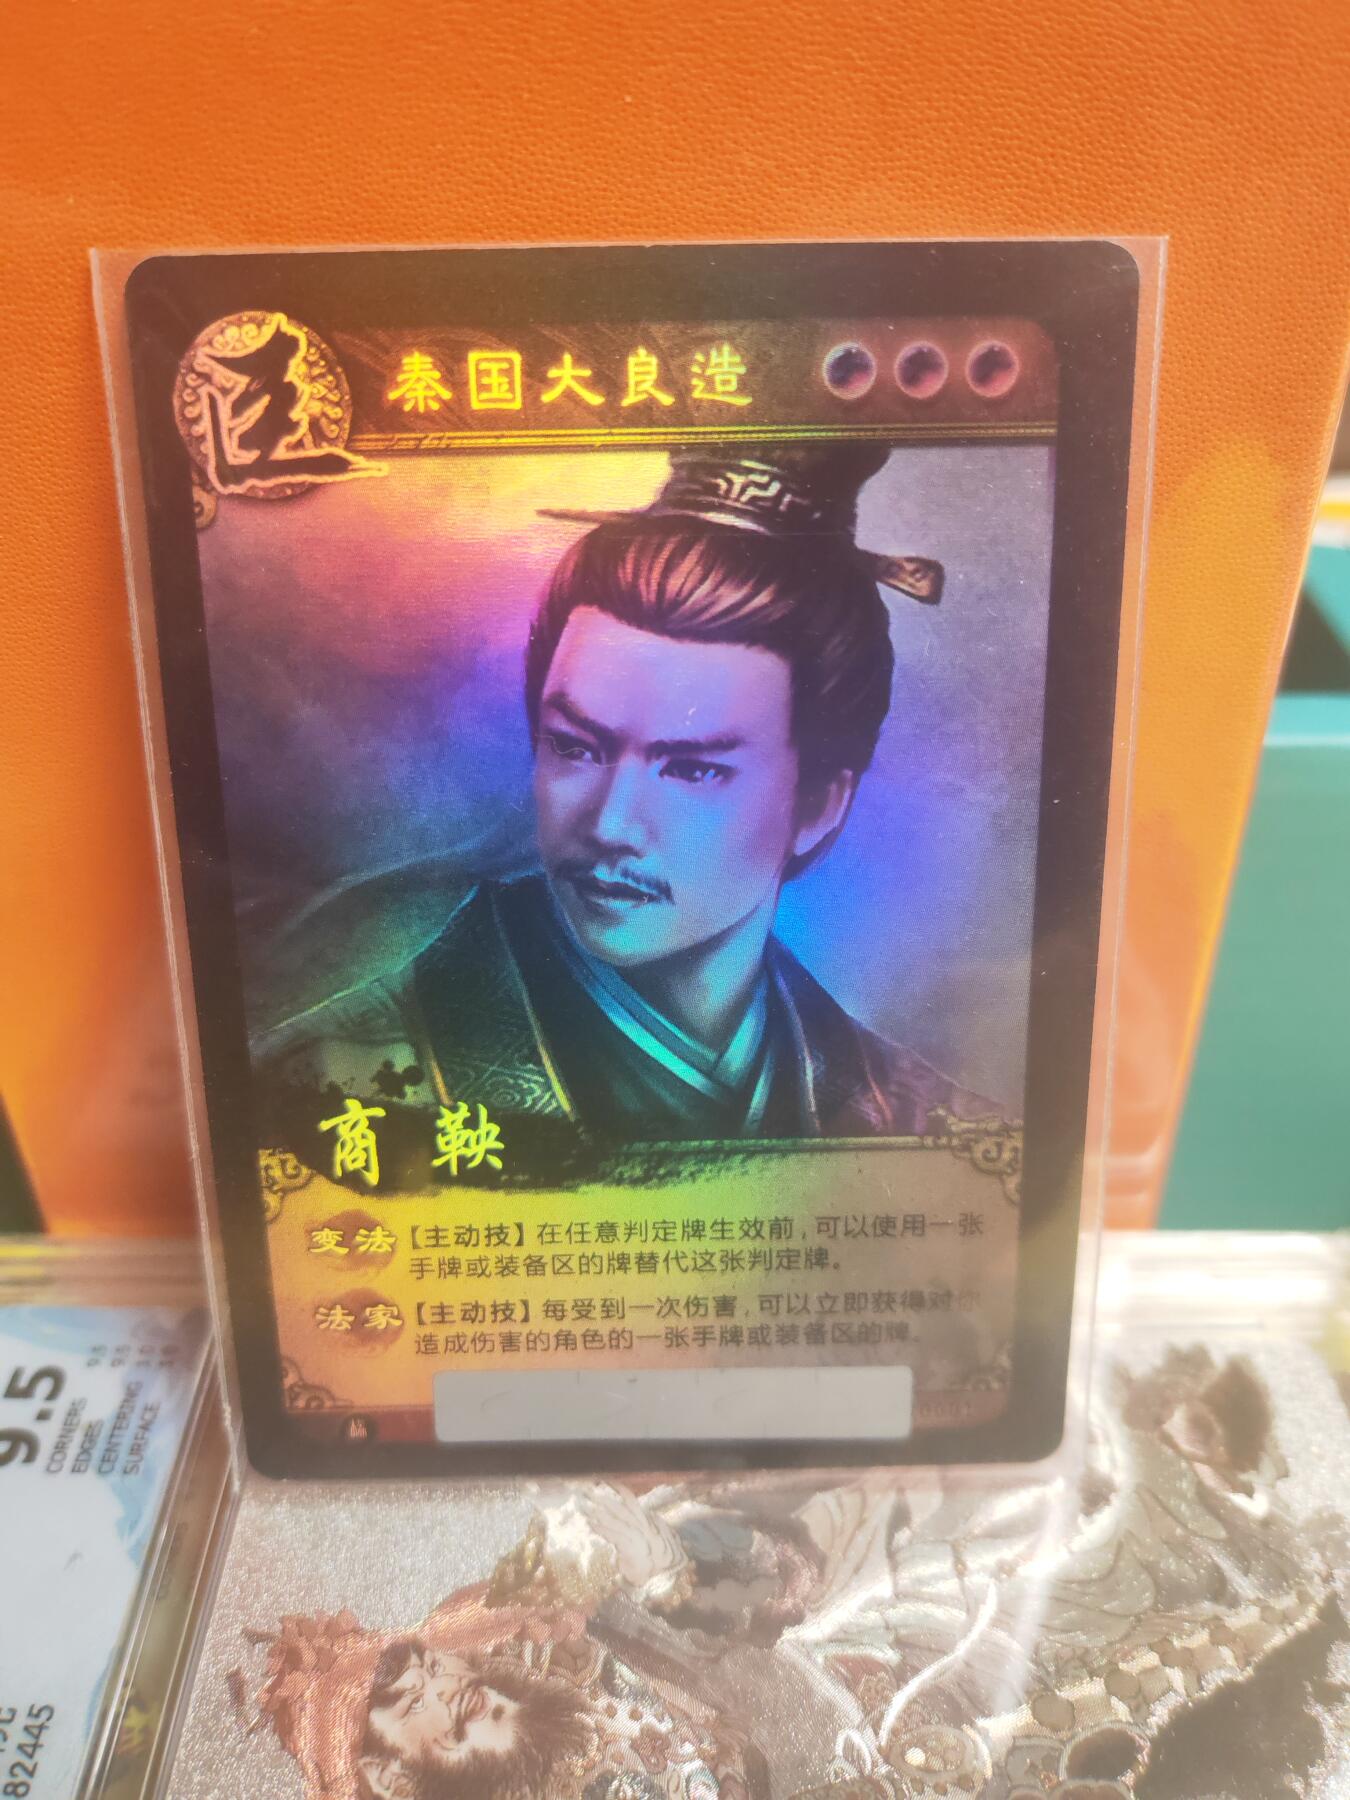 秦国大良造
商鞅
变法【主动技】在任意判定牌生效前，可以使用一张
手牌或装备区的牌替代这张判定牌。
法家【主动技】每受到一次伤害，可以立即获得对你
造成伤害的角色的一张手牌或装备区的牌。
9.5
CORNERS 9.5
EDGES 9.5
CENTERING
SURFACE
82445